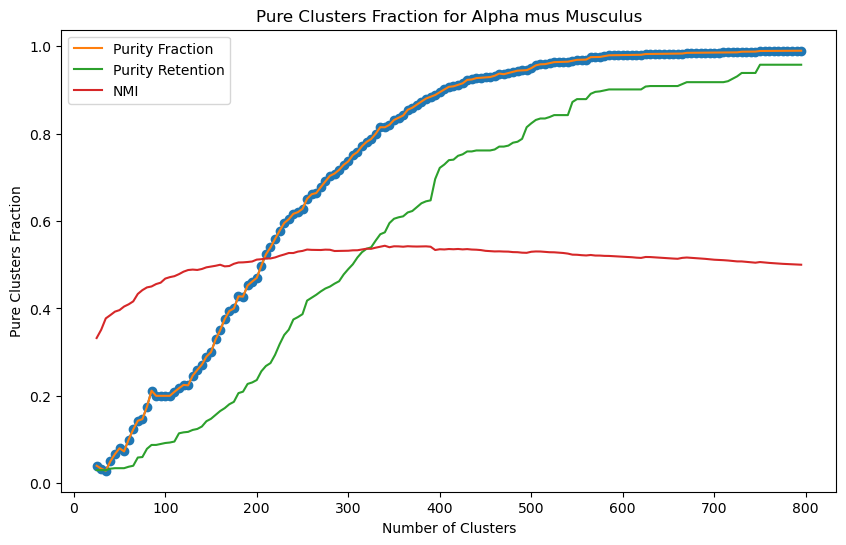 Pure Clusters Fraction for Alpha mus Musculus
Purity Fraction
Purity Retention
NMI
Pure Clusters Fraction
1.0
0.8
0.6
0.4
0.2
0.0
0 100 200 300 400 500 600 700 800
Number of Clusters